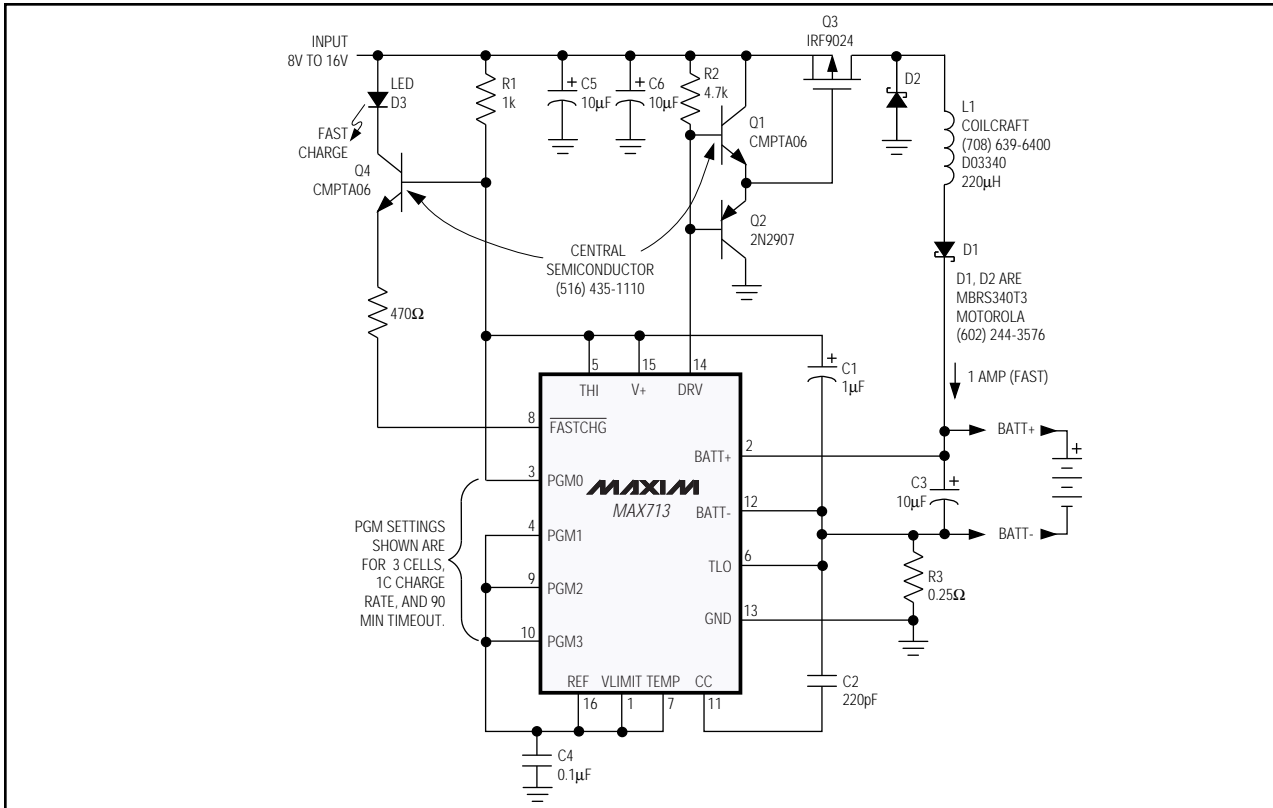 INPUT
8V TO 16V
LED
D3
FAST
CHARGE
Q4
CMPTA06
R1
1k
C5
10µF
+
C6
10µF
+
R2
4.7k
Q1
CMPTA06
Q2
2N2907
Q3
IRF9024
D2
L1
COILCRAFT
(708) 639-6400
D03340
220µH
D1
D1, D2 ARE
MBRS340T3
MOTOROLA
(602) 244-3576
CENTRAL
SEMICONDUCTOR
(516) 435-1110
470Ω
5
15
14
THI
V+
DRV
+
C1
1µF
1 AMP (FAST)
8
FASTCHG
3
PGM0
4
PGM1
9
PGM2
10
PGM3
MAXIM
MAX713
BATT+
2
BATT-
12
TLO
6
GND
13
BATT+
+
C3
10µF
+
BATT-
R3
0.25Ω
PGM SETTINGS
SHOWN ARE
FOR 3 CELLS,
1C CHARGE
RATE, AND 90
MIN TIMEOUT.
REF
VLIMIT
TEMP
CC
16
1
7
11
C2
220pF
C4
0.1µF